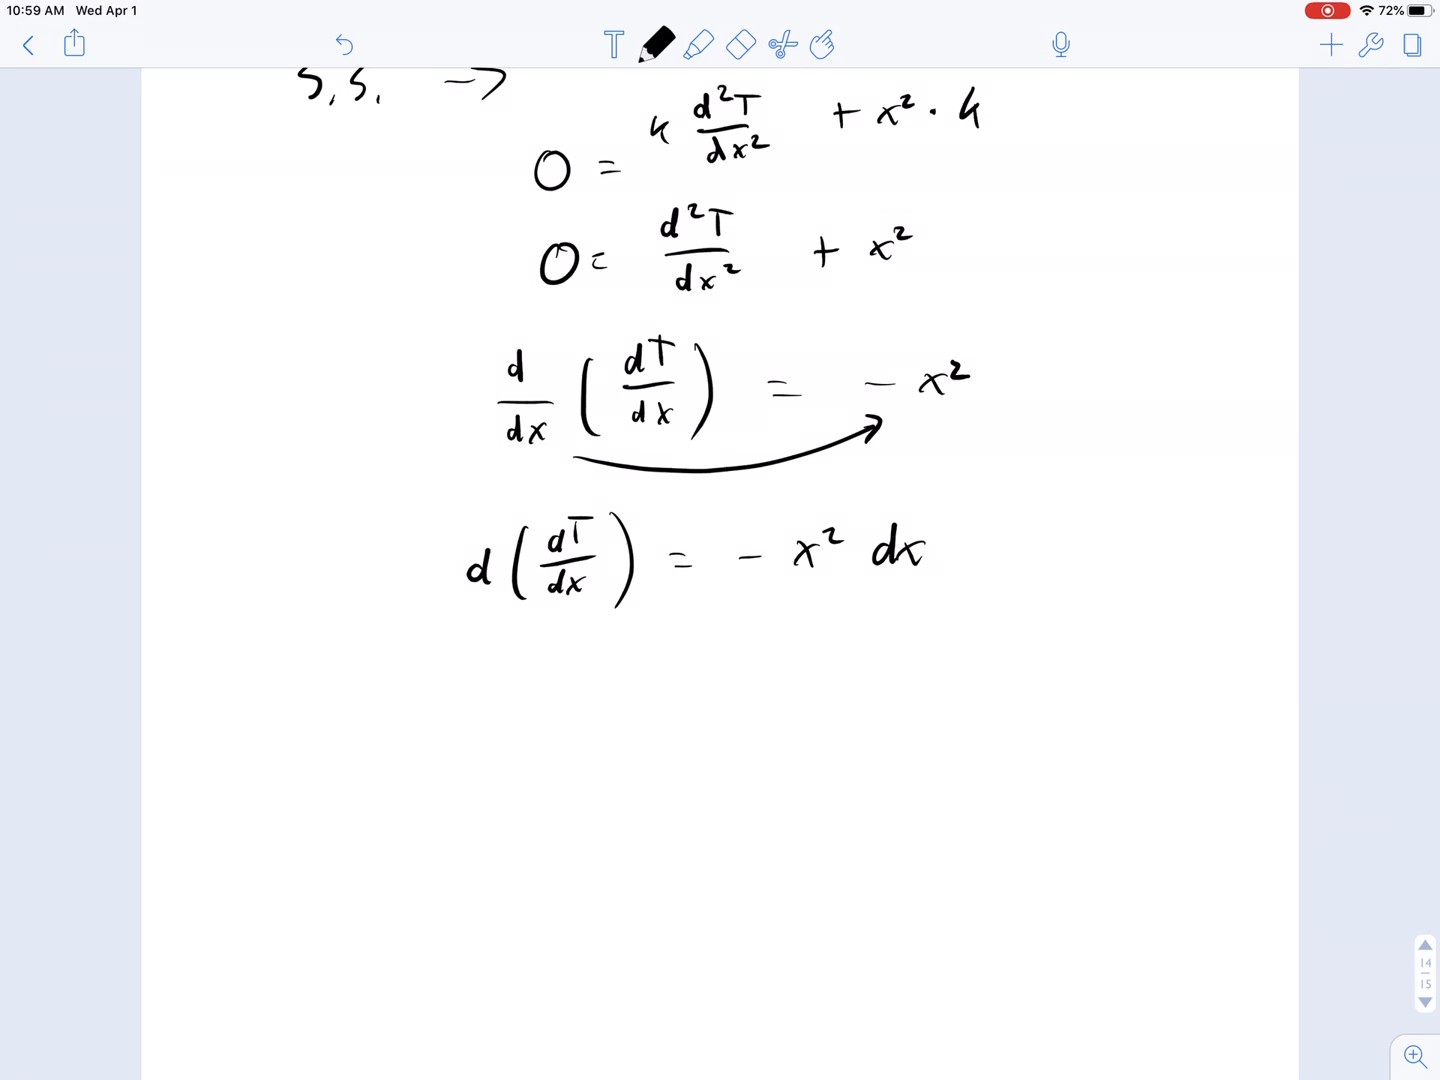 10:59 AM Wed Apr 1
72%
T
S.S. →
0 = k d²T/dx² + x² · k
0 = d²T/dx² + x²
d/dx (dT/dx) = - x²
d(dT/dx) = - x² dx
14
15